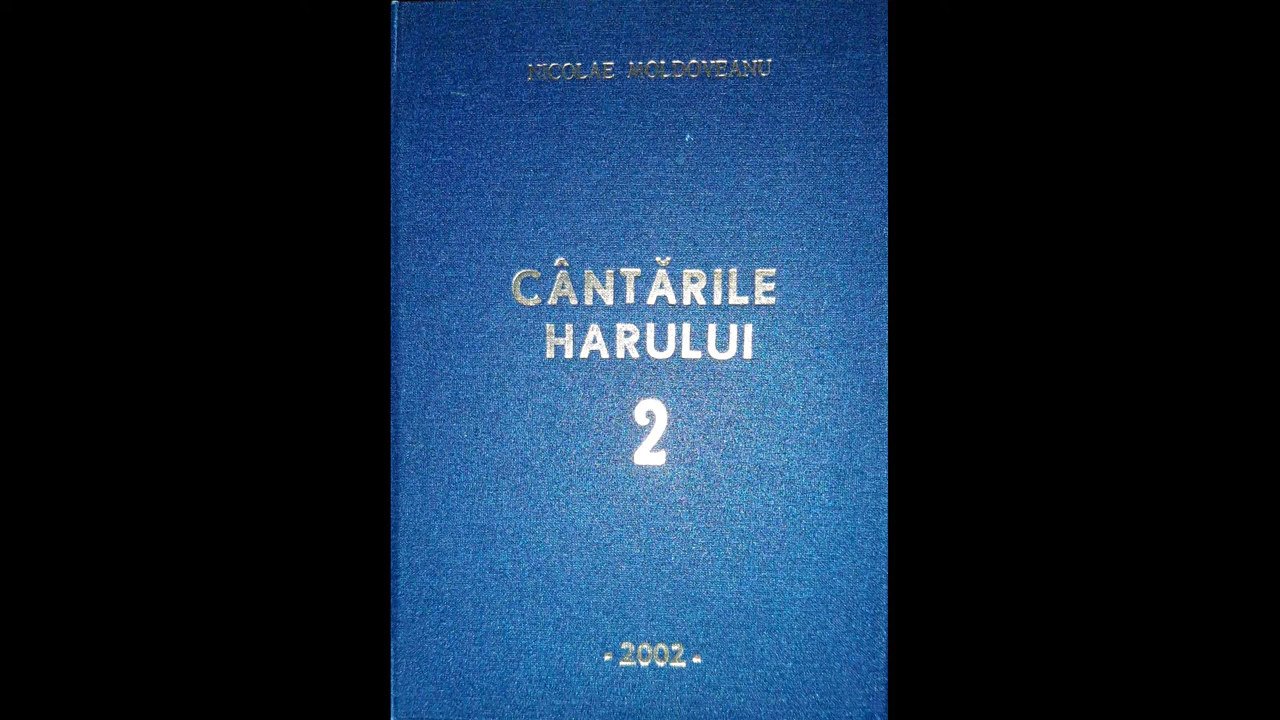 NICOLAE MOLDOVEANU
CÂNTĂRILE
HARULUI
2
- 2002 -